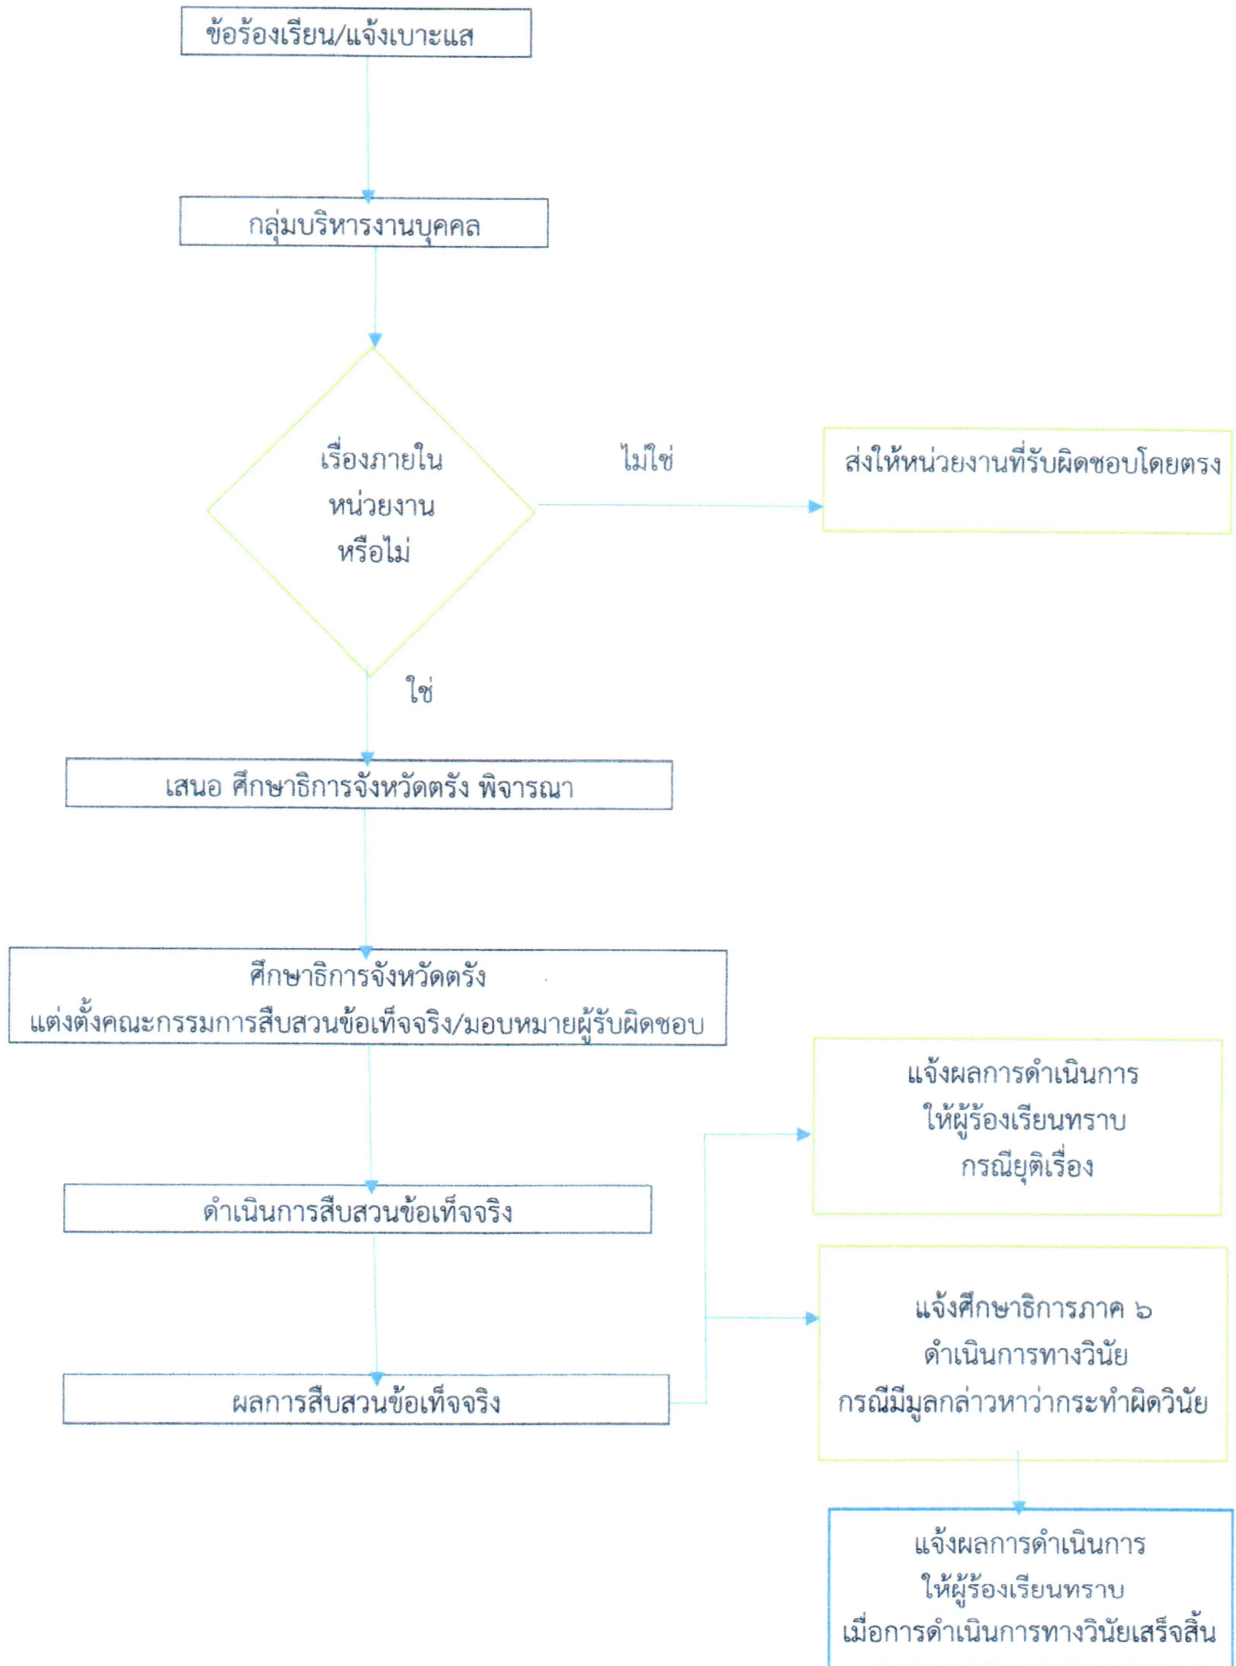 ข้อร้องเรียน/แจ้งเบาะแส
กลุ่มบริหารงานบุคคล
เรื่องภายใน
หน่วยงาน
หรือไม่
ไม่ใช่
ส่งให้หน่วยงานที่รับผิดชอบโดยตรง
ใช่
เสนอ ศึกษาธิการจังหวัดตรัง พิจารณา
ศึกษาธิการจังหวัดตรัง
แต่งตั้งคณะกรรมการสืบสวนข้อเท็จจริง/มอบหมายผู้รับผิดชอบ
ดำเนินการสืบสวนข้อเท็จจริง
ผลการสืบสวนข้อเท็จจริง
แจ้งผลการดำเนินการ
ให้ผู้ร้องเรียนทราบ
กรณียุติเรื่อง
แจ้งศึกษาธิการภาค ๖
ดำเนินการทางวินัย
กรณีมีมูลกล่าวหาว่ากระทำผิดวินัย
แจ้งผลการดำเนินการ
ให้ผู้ร้องเรียนทราบ
เมื่อการดำเนินการทางวินัยเสร็จสิ้น